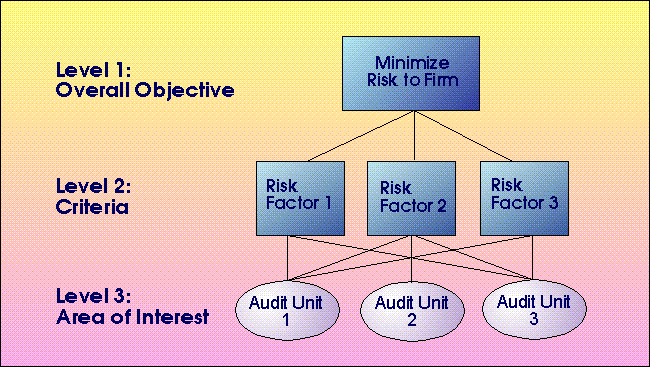 Level 1:
Overall Objective
Minimize
Risk to Firm
Level 2:
Criteria
Risk
Factor 1
Risk
Factor 2
Risk
Factor 3
Level 3:
Area of Interest
Audit Unit
1
Audit Unit
2
Audit Unit
3